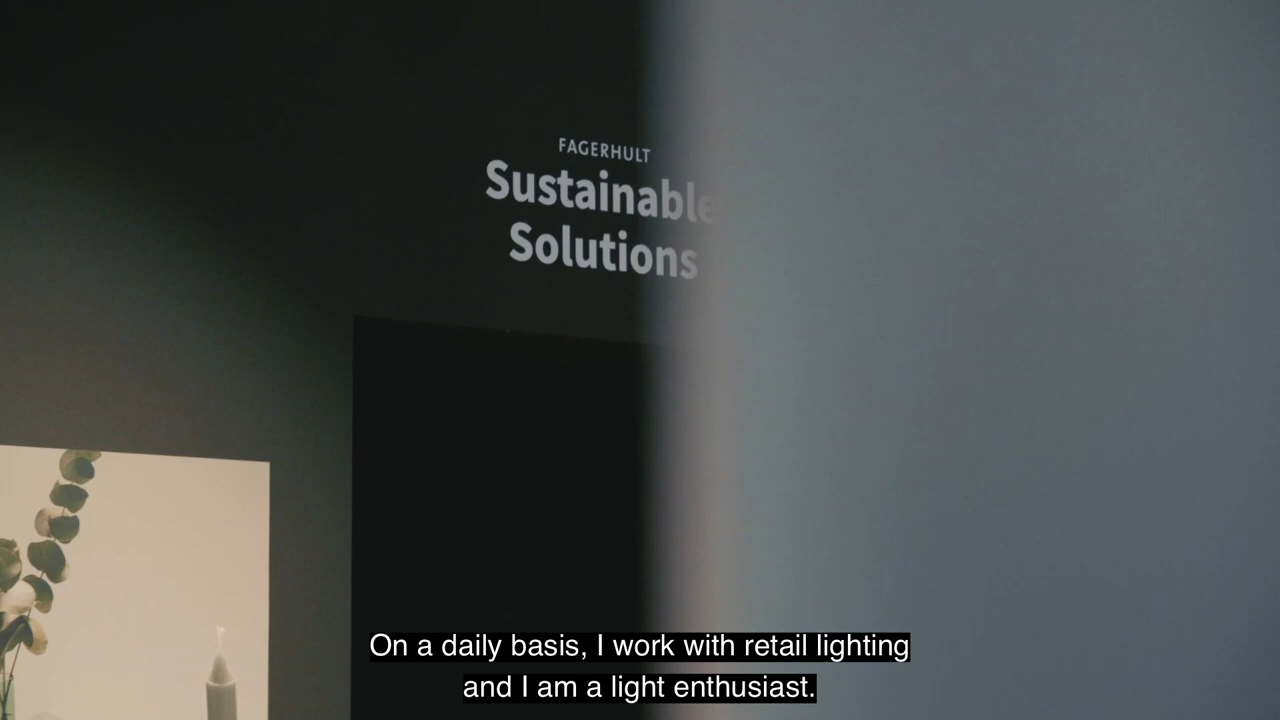 FAGERHULT
Sustainable
Solutions
On a daily basis, I work with retail lighting
and I am a light enthusiast.